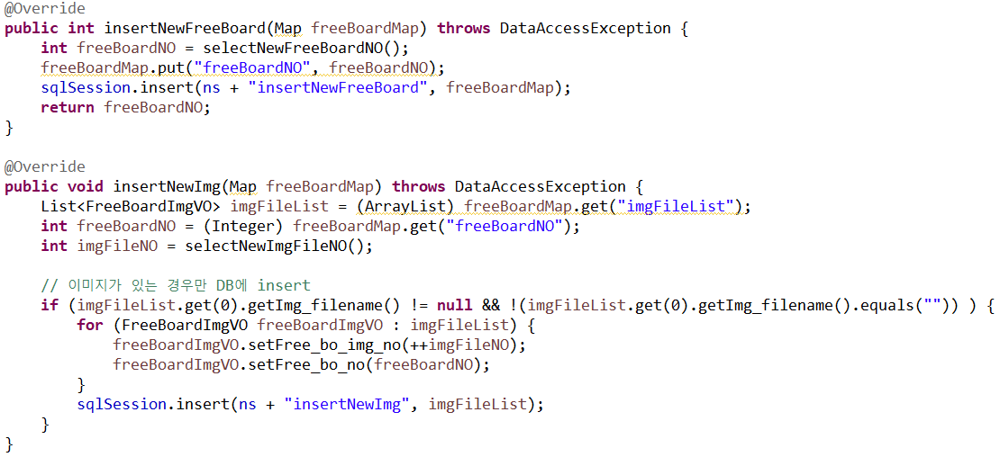 @Override
public int insertNewFreeBoard(Map freeBoardMap) throws DataAccessException {
    int freeBoardNO = selectNewFreeBoardNO();
    freeBoardMap.put("freeBoardNO", freeBoardNO);
    sqlSession.insert(ns + "insertNewFreeBoard", freeBoardMap);
    return freeBoardNO;
}

@Override
public void insertNewImg(Map freeBoardMap) throws DataAccessException {
    List<FreeBoardImgVO> imgFileList = (ArrayList) freeBoardMap.get("imgFileList");
    int freeBoardNO = (Integer) freeBoardMap.get("freeBoardNO");
    int imgFileNO = selectNewImgFileNO();

    // 이미지가 있는 경우만 DB에 insert
    if (imgFileList.get(0).getImg_filename() != null && !(imgFileList.get(0).getImg_filename().equals("")) ) {
        for (FreeBoardImgVO freeBoardImgVO : imgFileList) {
            freeBoardImgVO.setFree_bo_img_no(++imgFileNO);
            freeBoardImgVO.setFree_bo_no(freeBoardNO);
        }
        sqlSession.insert(ns + "insertNewImg", imgFileList);
    }
}